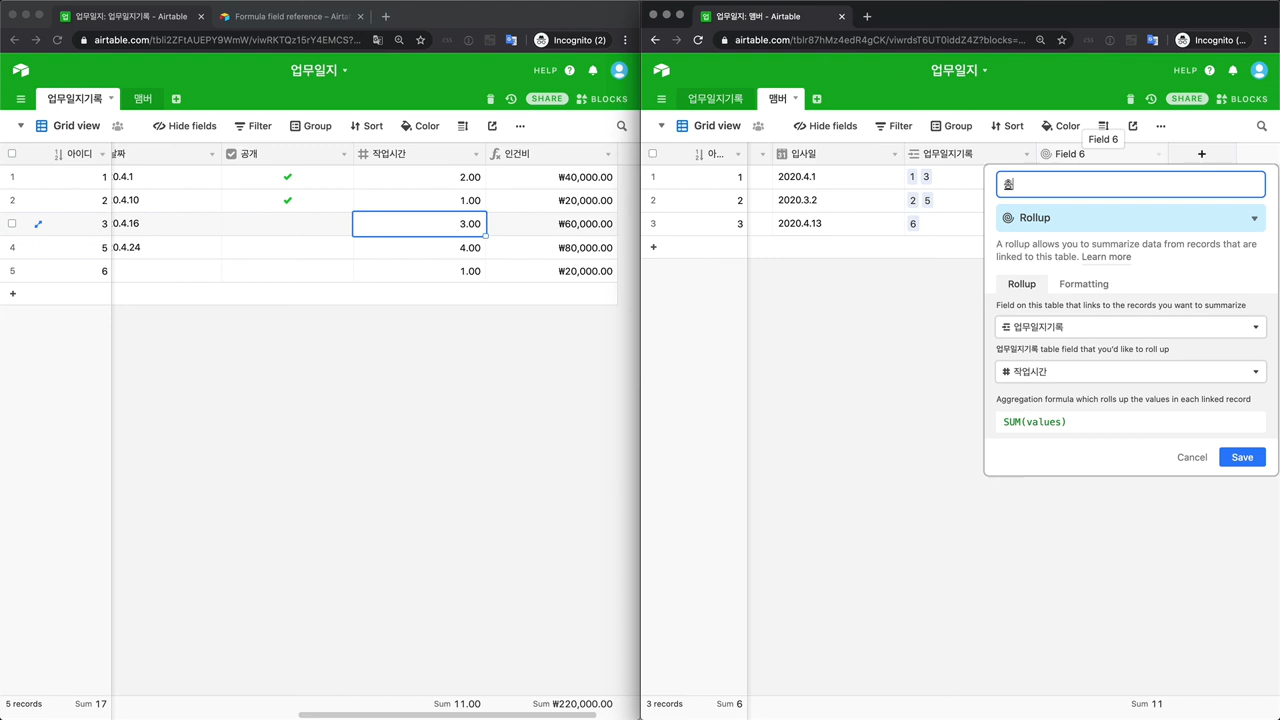 업무일지: 업무일지기록 - Airtable
Formula field reference – Airta
airtable.com/tbli2ZFtAUEPY9WmW/viwRKTQz15rY4EMCS?...
Incognito (2)
업무일지
HELP
업무일지기록
맴버
SHARE
BLOCKS
Grid view
Hide fields
Filter
Group
Sort
Color
아이디
날짜
공개
작업시간
인건비
1 1 0.4.1 2.00 ₩40,000.00
2 2 0.4.10 1.00 ₩20,000.00
3 0.4.16 3.00 ₩60,000.00
4 5 0.4.24 4.00 ₩80,000.00
5 6 1.00 ₩20,000.00
5 records
Sum 17
Sum 11.00
Sum ₩220,000.00
업무일지: 맴버 - Airtable
airtable.com/tblr87hMz4edR4gCK/viwrdsT6UT0iddZ4Z?blocks=...
Incognito (...
업무일지
HELP
업무일지기록
맴버
SHARE
BLOCKS
Grid view
Hide fields
Filter
Group
Sort
Color
Field 6
아...
입사일
업무일지기록
Field 6
1 1 2020.4.1 1 3
2 2 2020.3.2 2 5
3 3 2020.4.13 6
Rollup
A rollup allows you to summarize data from records that are
linked to this table. Learn more
Rollup
Formatting
Field on this table that links to the records you want to summarize
업무일지기록
업무일지기록 table field that you'd like to roll up
작업시간
Aggregation formula which rolls up the values in each linked record
SUM(values)
Cancel
Save
3 records
Sum 6
Sum 11